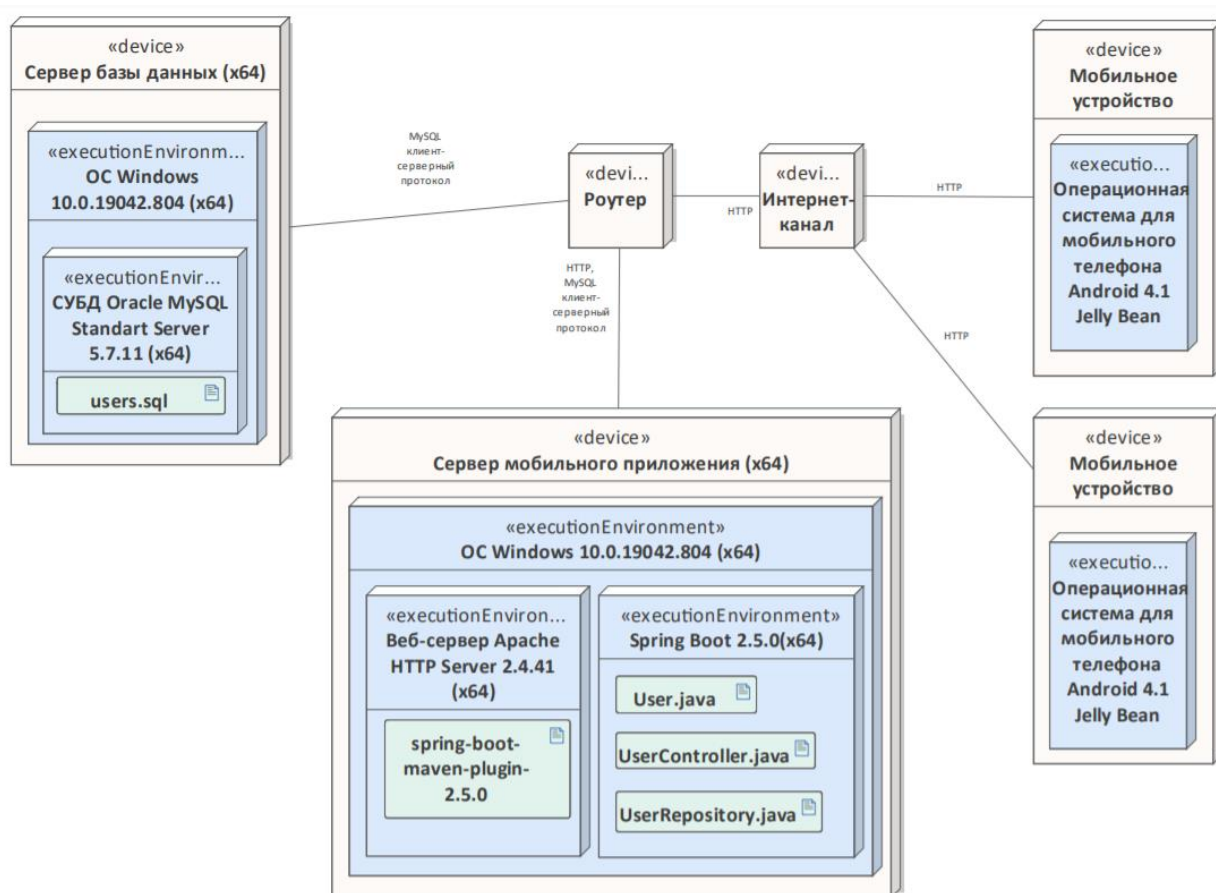 «device»
Сервер базы данных (x64)
«executionEnvironm...
ОС Windows
10.0.19042.804 (x64)
«executionEnvir...
СУБД Oracle MySQL
Standart Server
5.7.11 (x64)
users.sql
MySQL
клиент-
серверный
протокол
«devi...
Роутер
HTTP
«devi...
Интернет-
канал
HTTP
HTTP
HTTP,
MySQL
клиент-
серверный
протокол
«device»
Мобильное
устройство
«executio...
Операционная
система для
мобильного
телефона
Android 4.1
Jelly Bean
«device»
Мобильное
устройство
«executio...
Операционная
система для
мобильного
телефона
Android 4.1
Jelly Bean
«device»
Сервер мобильного приложения (x64)
«executionEnvironment»
ОС Windows 10.0.19042.804 (x64)
«executionEnviron...
Веб-сервер Apache
HTTP Server 2.4.41
(x64)
spring-boot-
maven-plugin-
2.5.0
«executionEnvironment»
Spring Boot 2.5.0(x64)
User.java
UserController.java
UserRepository.java